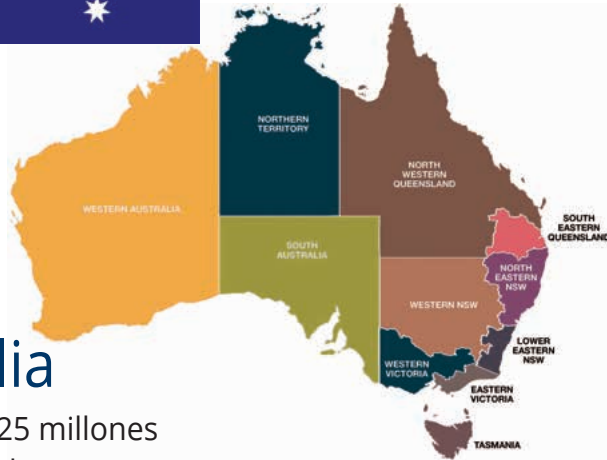 NORTHERN
TERRITORY
NORTH
WESTERN
QUEENSLAND
WESTERN AUSTRALIA
SOUTH
EASTERN
QUEENSLAND
SOUTH
AUSTRALIA
NORTH
EASTERN
NSW
WESTERN NSW
LOWER
EASTERN
NSW
WESTERN
VICTORIA
EASTERN
VICTORIA
TASMANIA
lia
25 millones